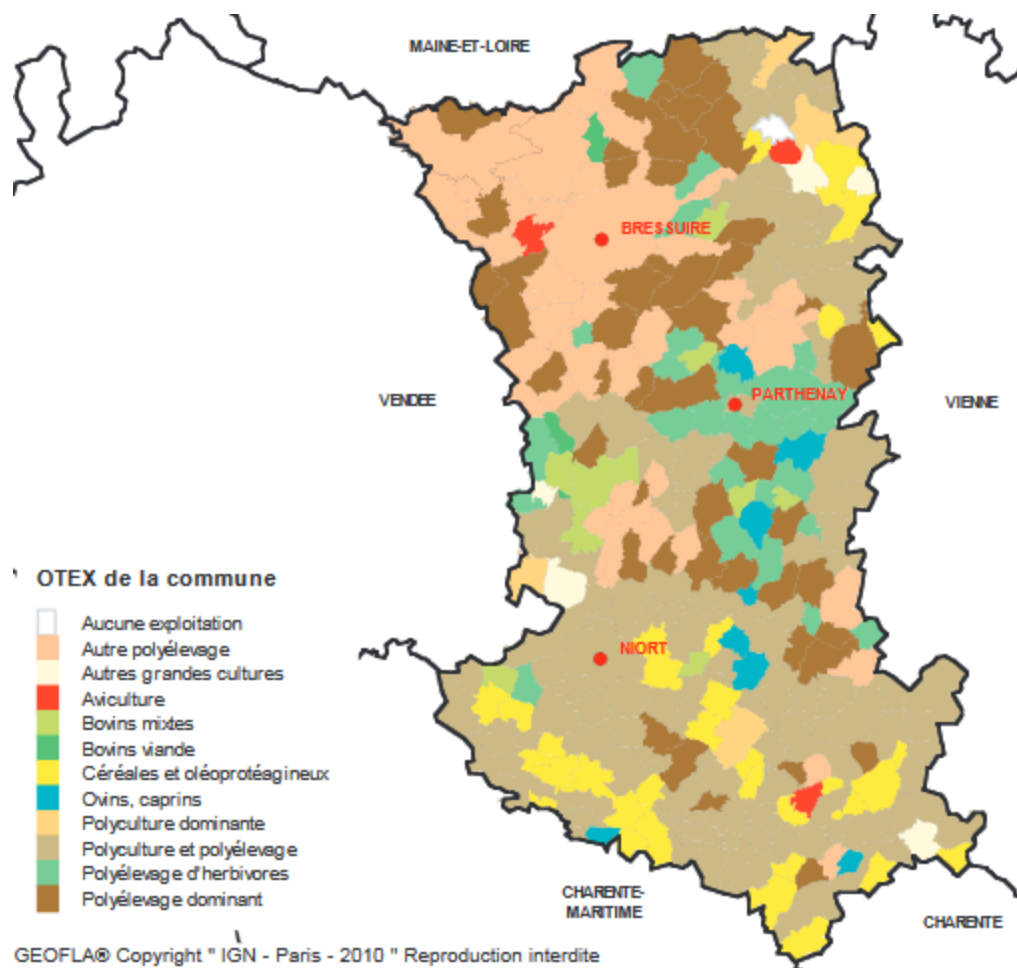 MAINE-ET-LOIRE
BRESSUIRE
PARTHENAY
VENDEE
VIENNE
NIORT
OTEX de la commune
Aucune exploitation
Autre polyélevage
Autres grandes cultures
Aviculture
Bovins mixtes
Bovins viande
Céréales et oléoprotéagineux
Ovins, caprins
Polyculture dominante
Polyculture et polyélevage
Polyélevage d'herbivores
Polyélevage dominant
CHARENTE-
MARITIME
CHARENTE
GEOFLA® Copyright " IGN - Paris - 2010 " Reproduction interdite